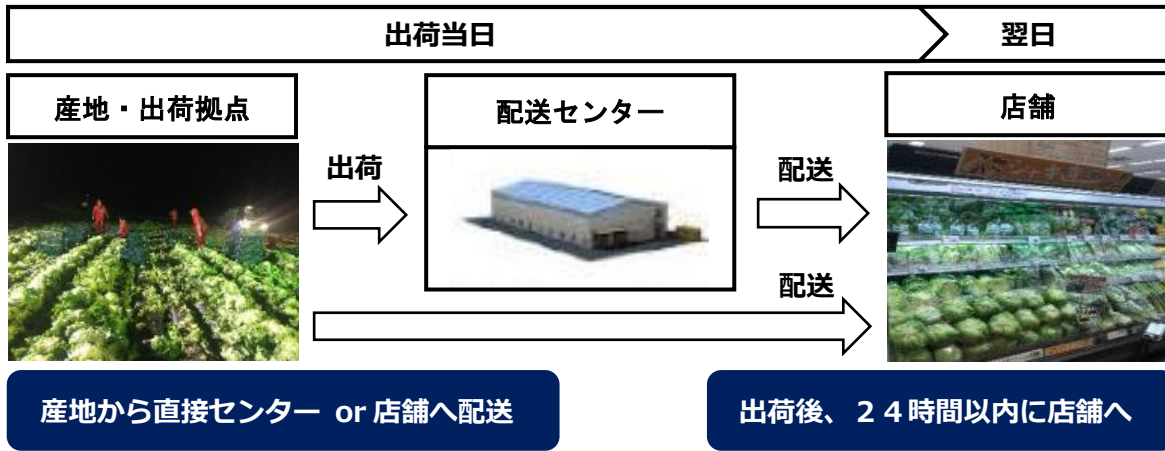 出荷当日
翌日
産地・出荷拠点
配送センター
店舗
出荷
配送
配送
産地から直接センター or 店舗へ配送
出荷後、２４時間以内に店舗へ